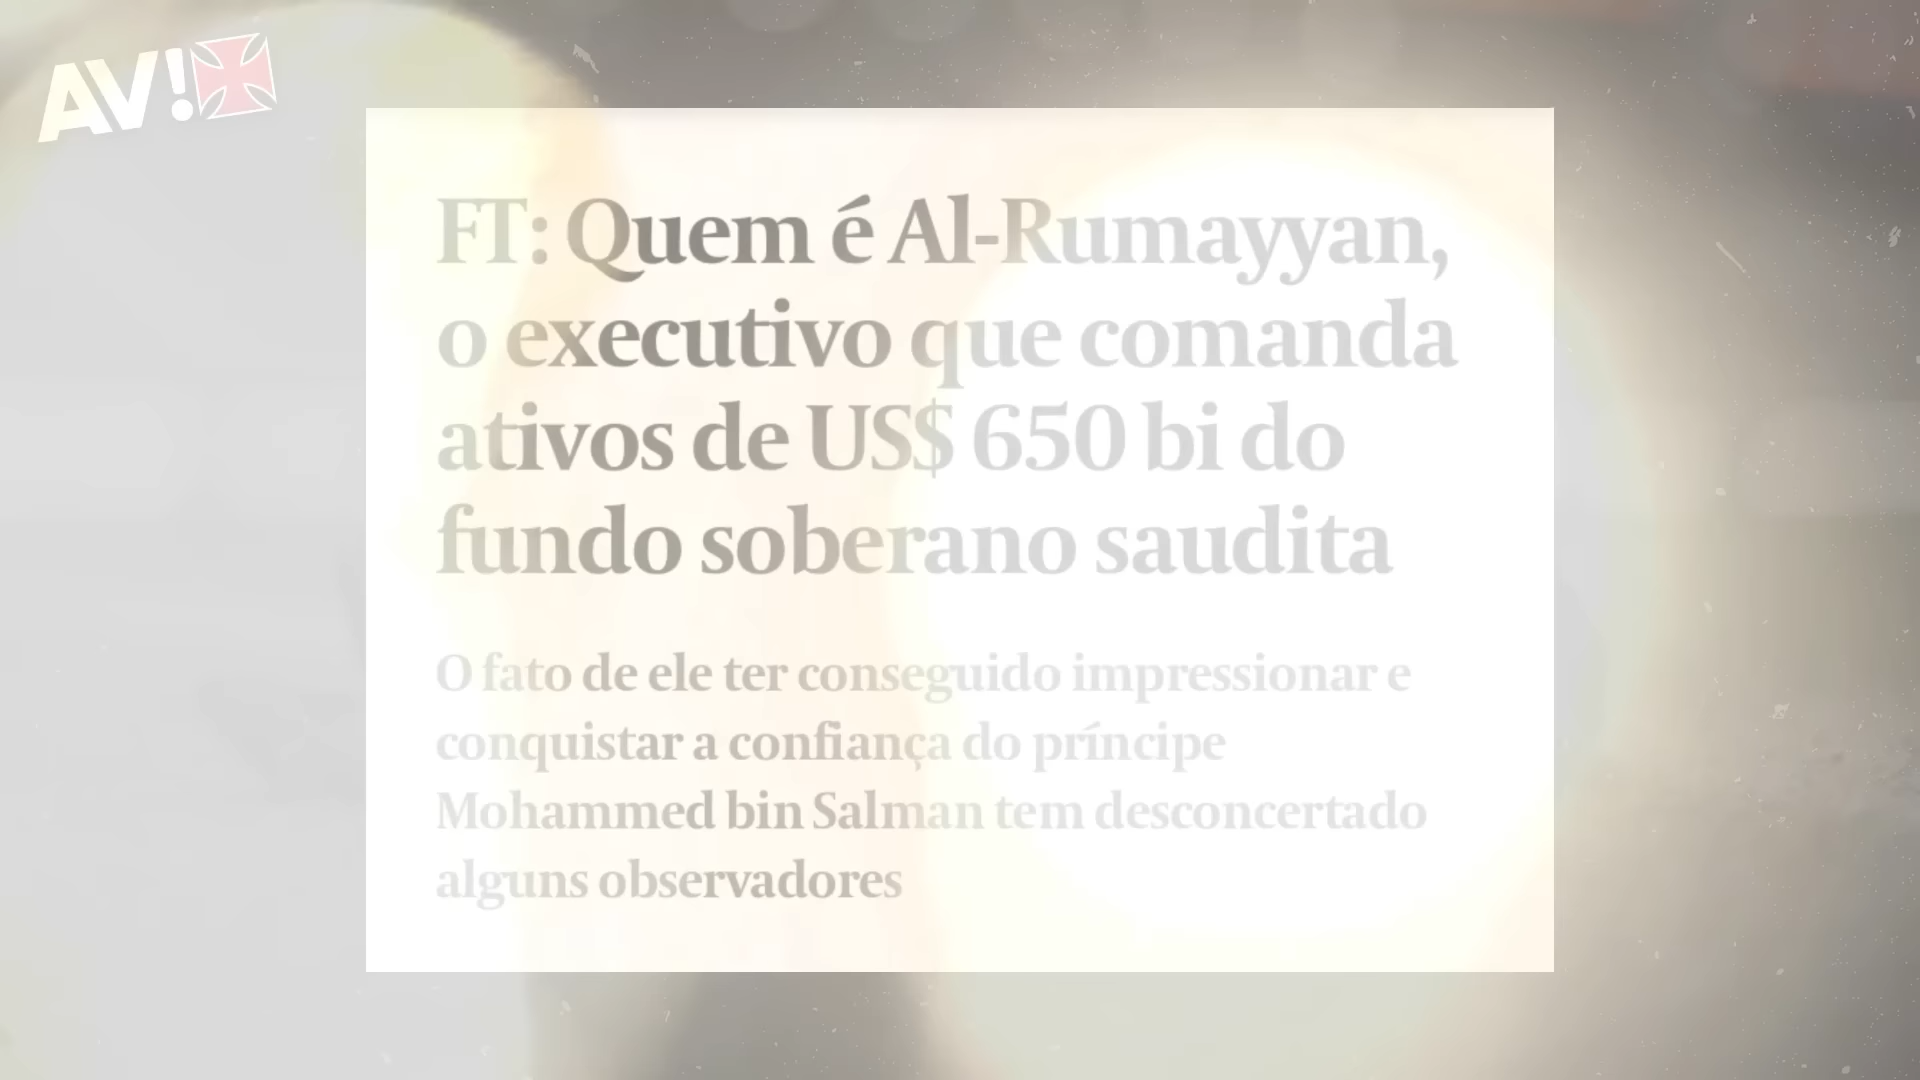 AV!
FT: Quem é Al-Rumayyan,
o executivo que comanda
ativos de US$ 650 bi do
fundo soberano saudita
O fato de ele ter conseguido impressionar e
conquistar a confiança do príncipe
Mohammed bin Salman tem desconcertado
alguns observadores